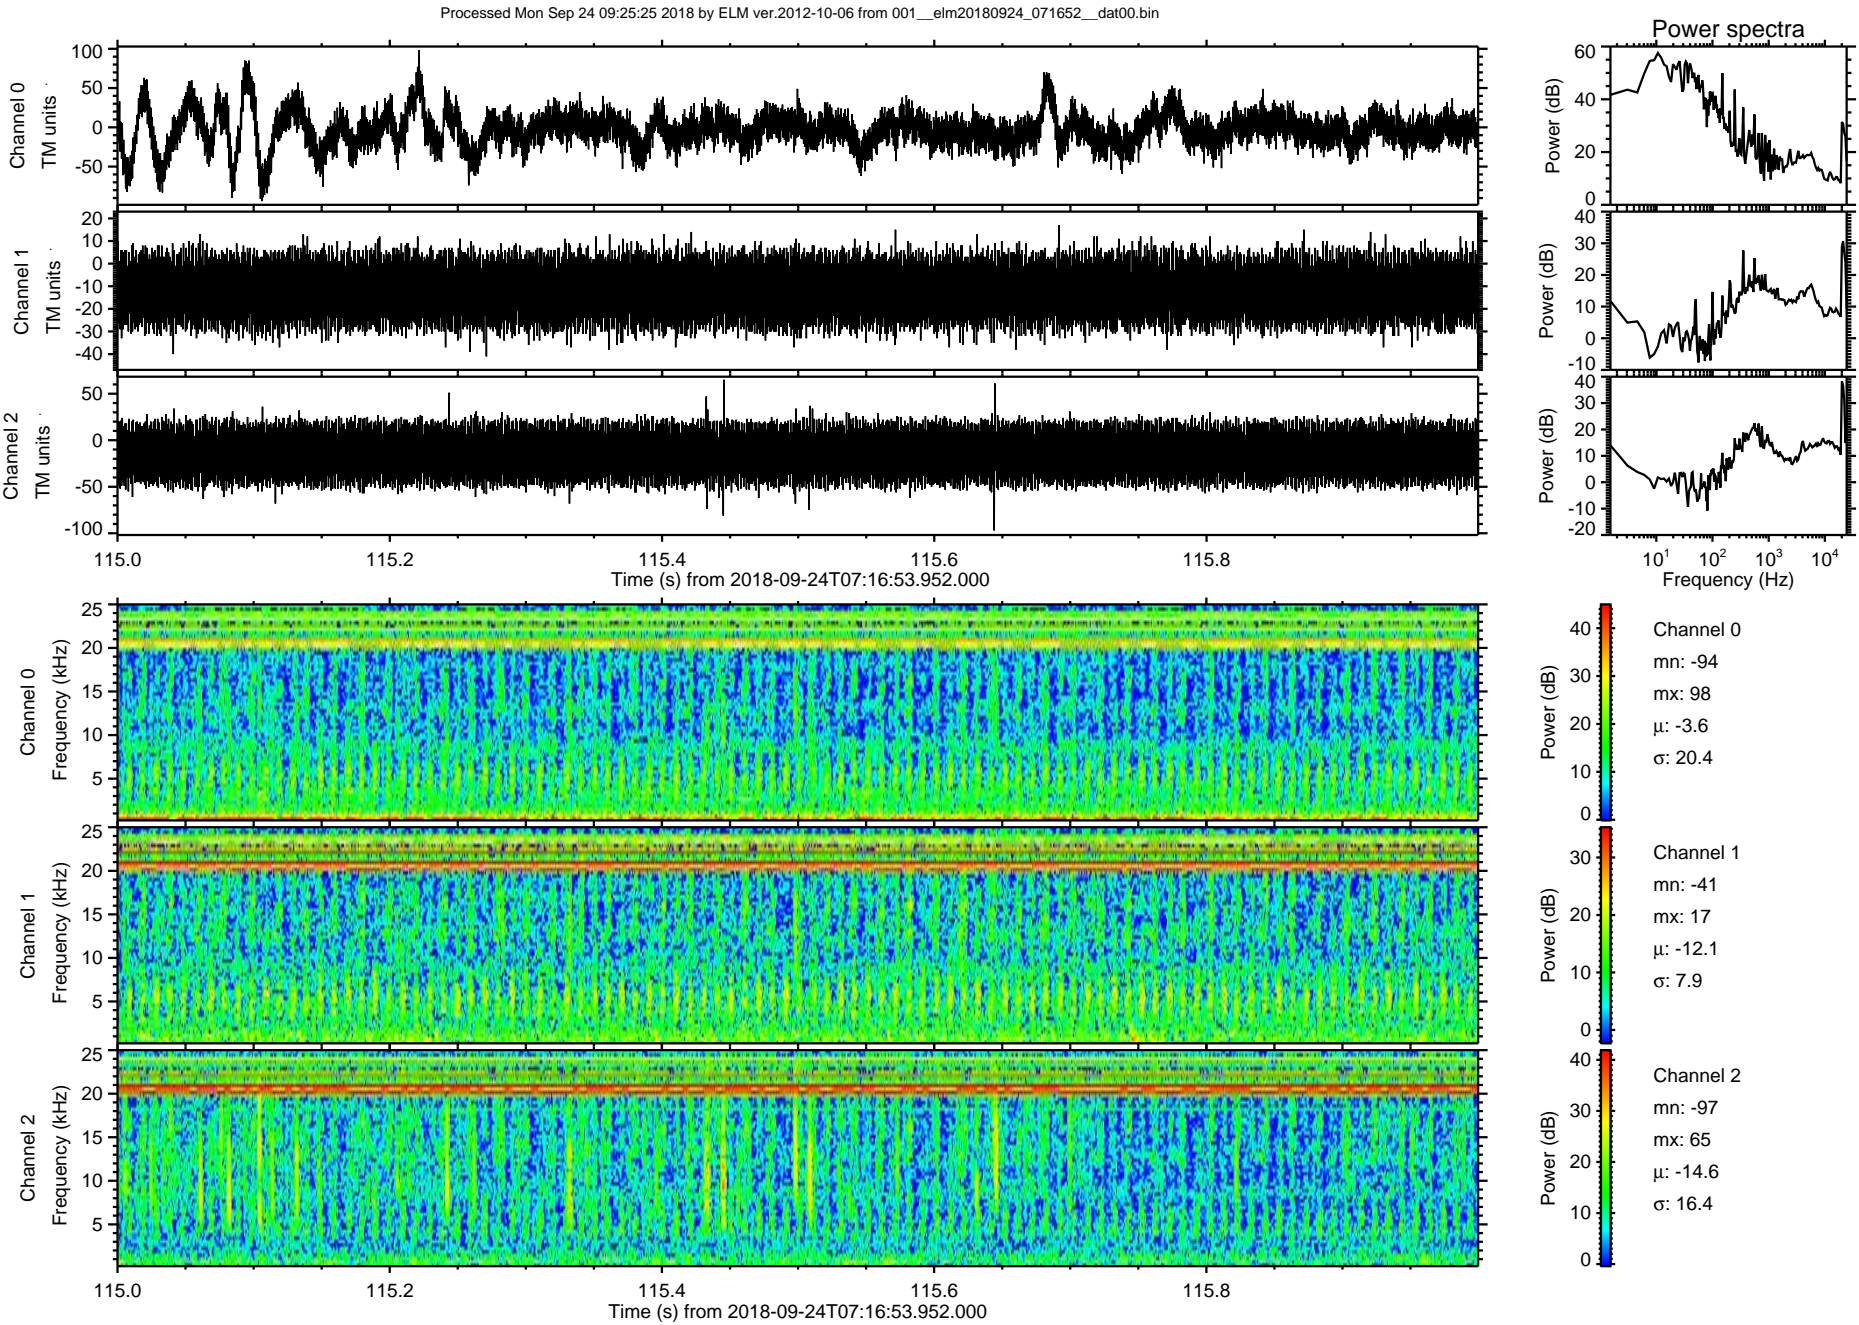 Processed Mon Sep 24 09:25:25 2018 by ELM ver.2012-10-06 from 001__elm20180924_071652__dat00.bin
Power spectra
Channel 0
TM units
100
50
0
-50
Power (dB)
60
40
20
0
Channel 1
TM units
20
10
0
-10
-20
-30
-40
Power (dB)
40
30
20
10
0
-10
Channel 2
TM units
50
0
-50
-100
Power (dB)
40
30
20
10
0
-10
-20
115.0 115.2 115.4 115.6 115.8
Time (s) from 2018-09-24T07:16:53.952.000
10¹ 10² 10³ 10⁴
Frequency (Hz)
Channel 0
Frequency (kHz)
25
20
15
10
5
Power (dB)
40
30
20
10
0
Channel 0
mn: -94
mx: 98
μ: -3.6
σ: 20.4
Channel 1
Frequency (kHz)
25
20
15
10
5
Power (dB)
30
20
10
0
Channel 1
mn: -41
mx: 17
μ: -12.1
σ: 7.9
Channel 2
Frequency (kHz)
25
20
15
10
5
Power (dB)
40
30
20
10
0
Channel 2
mn: -97
mx: 65
μ: -14.6
σ: 16.4
115.0 115.2 115.4 115.6 115.8
Time (s) from 2018-09-24T07:16:53.952.000